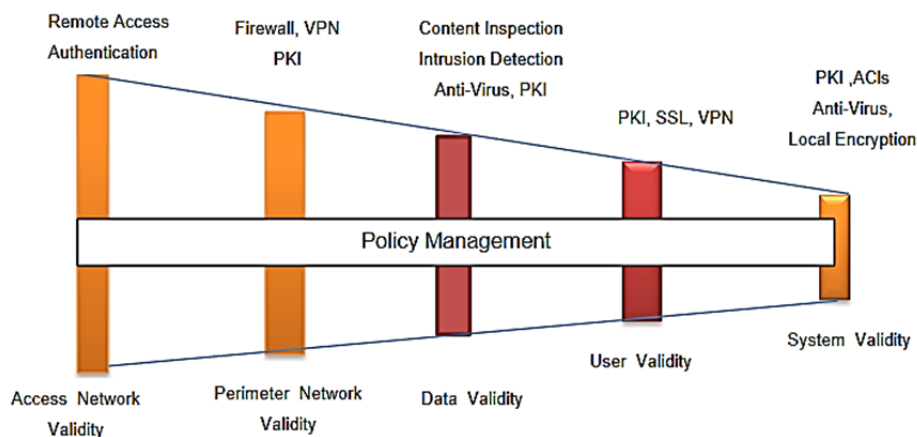 Remote Access
Authentication
Firewall, VPN
PKI
Content Inspection
Intrusion Detection
Anti-Virus, PKI
PKI, SSL, VPN
PKI ,ACIs
Anti-Virus,
Local Encryption
Policy Management
Access Network
Validity
Perimeter Network
Validity
Data Validity
User Validity
System Validity